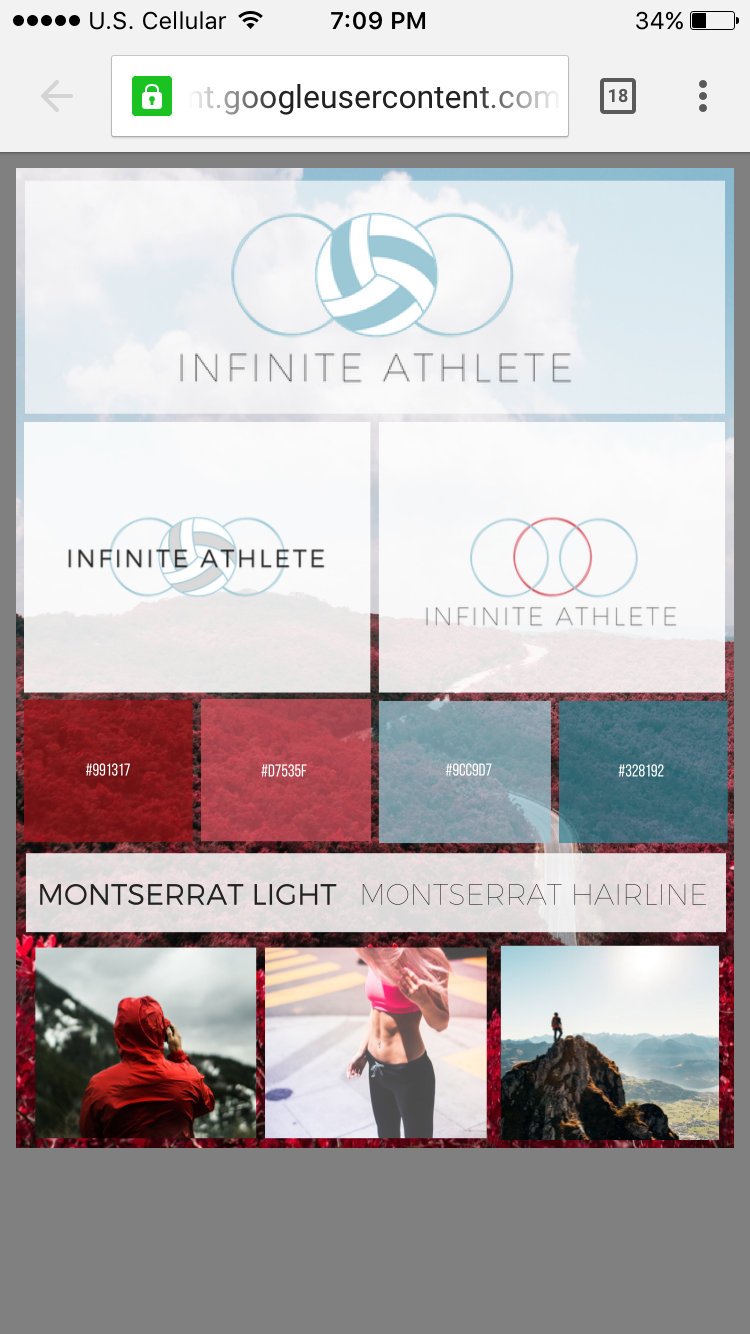 U.S. Cellular 7:09 PM 34%
nt.googleusercontent.com 18
INFINITE ATHLETE
INFINITE ATHLETE
INFINITE ATHLETE
#991317 #D7535F #9CC9D7 #328192
MONTSERRAT LIGHT MONTSERRAT HAIRLINE